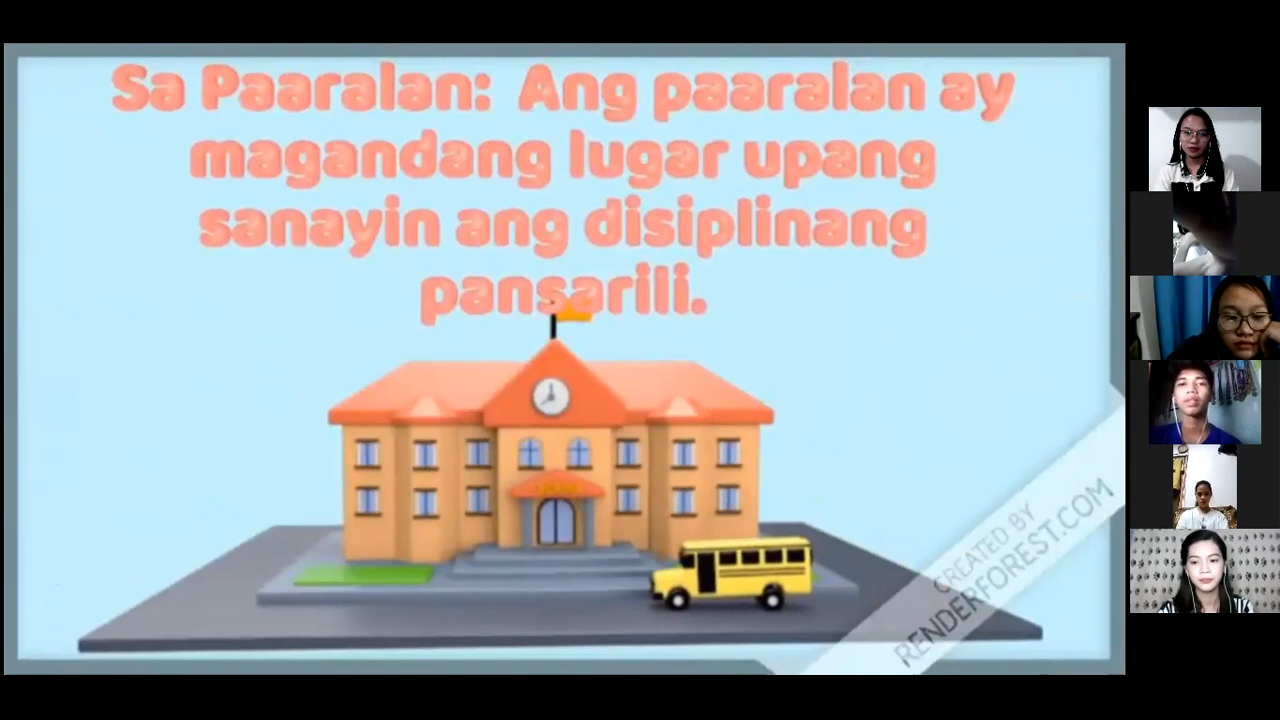 Sa Paaralan: Ang paaralan ay
magandang lugar upang
sanayin ang disiplinang
pansarili.
CREATED BY
RENDERFOREST.COM